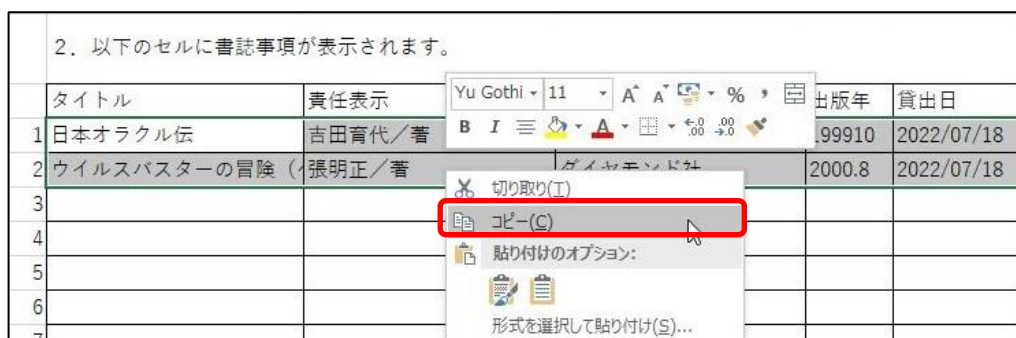 2．以下のセルに書誌事項が表示されます。
タイトル 責任表示 出版年 貸出日
Yu Gothi 11 A A % ,
B I A .00 .00
1 日本オラクル伝 吉田育代／著 .99910 2022/07/18
2 ウイルスバスターの冒険（ 張明正／著 ダイヤモンド社 2000.8 2022/07/18
切り取り(T)
3
コピー(C)
4
貼り付けのオプション:
5
6
形式を選択して貼り付け(S)...